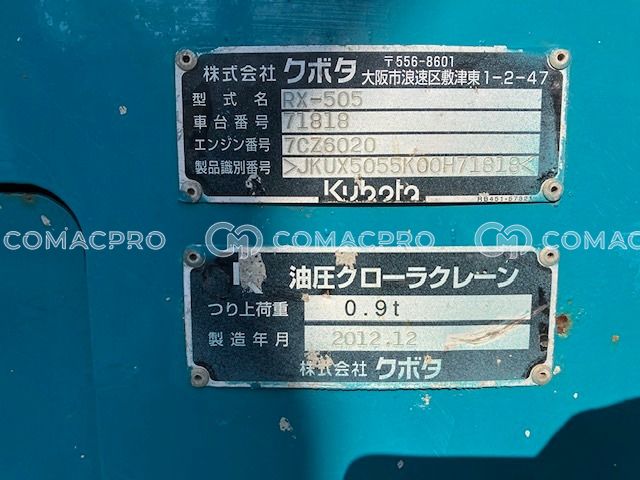 株式会社 クボタ 〒556-8601
大阪市浪速区敷津東1-2-47
型式名 RX-505
車台番号 71818
エンジン番号 7CZ6020
製品識別番号 >JKUX5055K00H71818<
Kubota RB451-57321
COMACPRO COMACPRO COMACPRO
油圧クローラクレーン
つり上荷重 0.9t
製造年月 2012.12
株式会社 クボタ